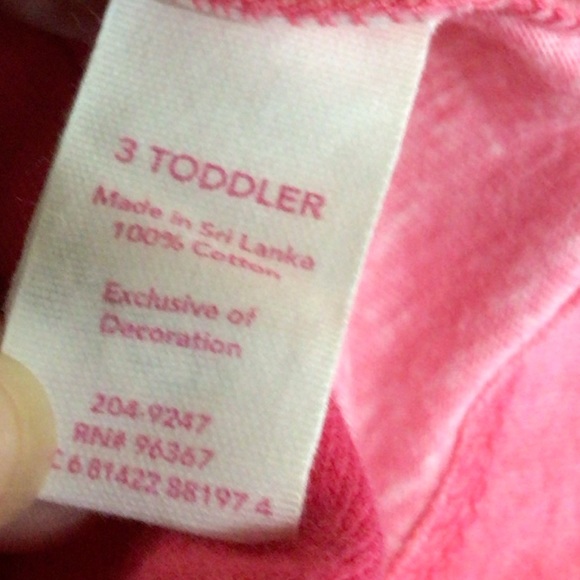 3 TODDLER
Made in Sri Lanka
100% Cotton
Exclusive of
Decoration
204-9247
RN# 96367
C 6 81422 88197 4